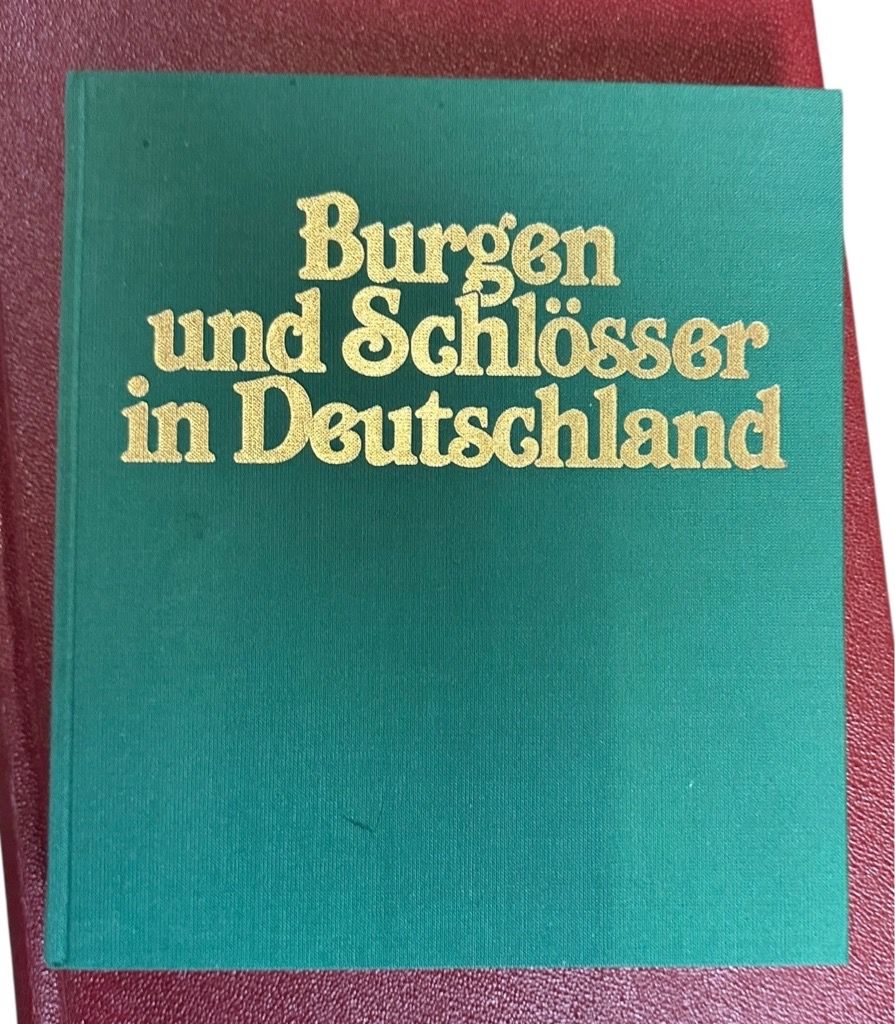 Burgen
und Schlösser
in Deutschland